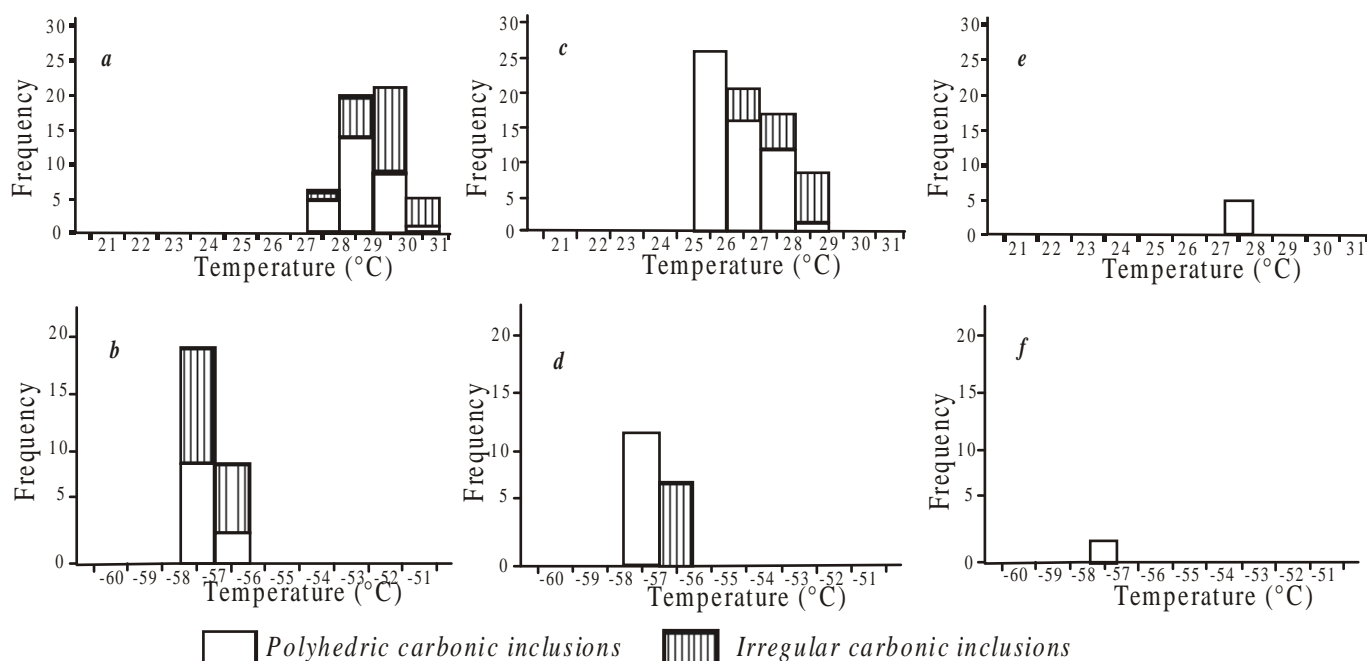 a
30
25
20
15
10
5
0
Frequency
21 22 23 24 25 26 27 28 29 30 31
Temperature (°C)
c
30
25
20
15
10
5
0
Frequency
21 22 23 24 25 26 27 28 29 30 31
Temperature (°C)
e
30
25
20
15
10
5
0
Frequency
21 22 23 24 25 26 27 28 29 30 31
Temperature (°C)
b
20
15
10
5
0
Frequency
-60 -59 -58 -57 -56 -55 -54 -53 -52 -51
Temperature (°C)
d
20
15
10
5
0
Frequency
-60 -59 -58 -57 -56 -55 -54 -53 -52 -51
Temperature (°C)
f
20
15
10
5
0
Frequency
-60 -59 -58 -57 -56 -55 -54 -53 -52 -51
Temperature (°C)
Polyhedric carbonic inclusions
Irregular carbonic inclusions